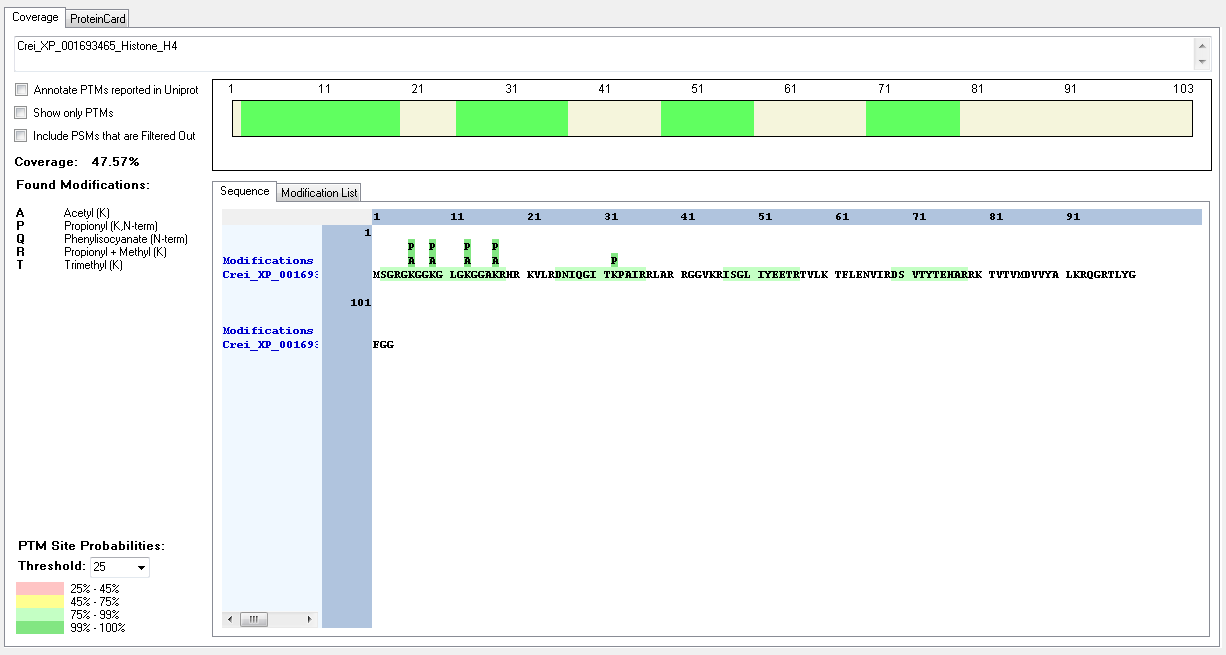 Coverage ProteinCard
Crei_XP_001693465_Histone_H4
Annotate PTMs reported in Uniprot
Show only PTMs
Include PSMs that are Filtered Out
Coverage: 47.57%
Found Modifications:
A Acetyl (K)
P Propionyl (K,N-term)
Q Phenylisocyanate (N-term)
R Propionyl + Methyl (K)
T Trimethyl (K)
PTM Site Probabilities:
Threshold: 25
25% - 45%
45% - 75%
75% - 99%
99% - 100%
1 11 21 31 41 51 61 71 81 91 103
Sequence Modification List
1 11 21 31 41 51 61 71 81 91
1
P P P P
Modifications A A A A P
Crei_XP_00169 MSGRGKGGKG LGKGGAKRHR KVLRDNIQGI TKPAIRRLAR RGGVKRISGL IYEETRTVLK TFLENVIRDS VTYTEHARRK TVTVMDVVYA LKRQGRTLYG
101
Modifications
Crei_XP_00169 FGG